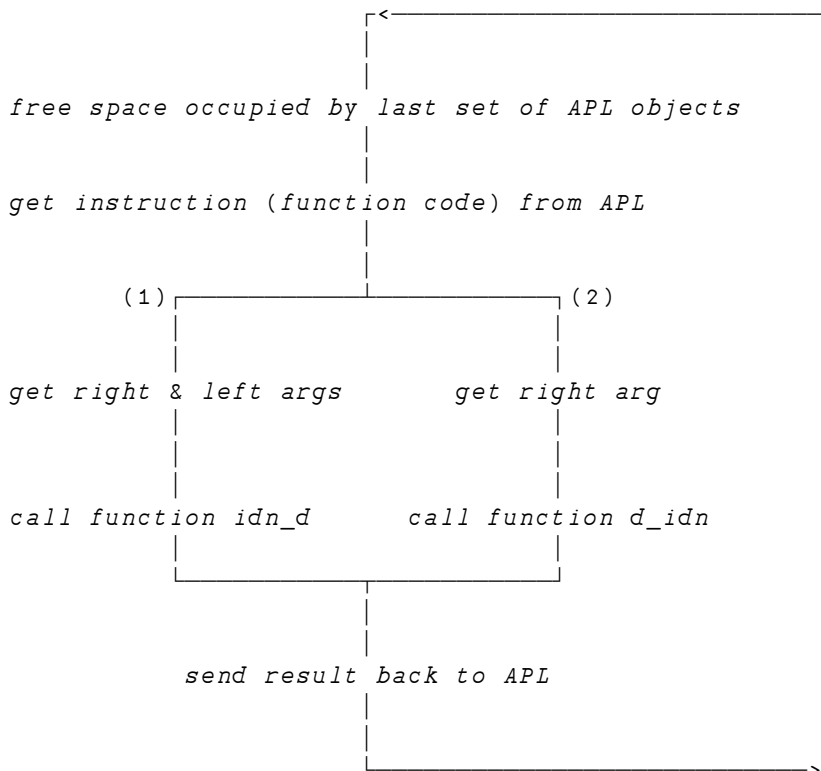 free space occupied by last set of APL objects
get instruction (function code) from APL
(1) (2)
get right & left args get right arg
call function idn_d call function d_idn
send result back to APL